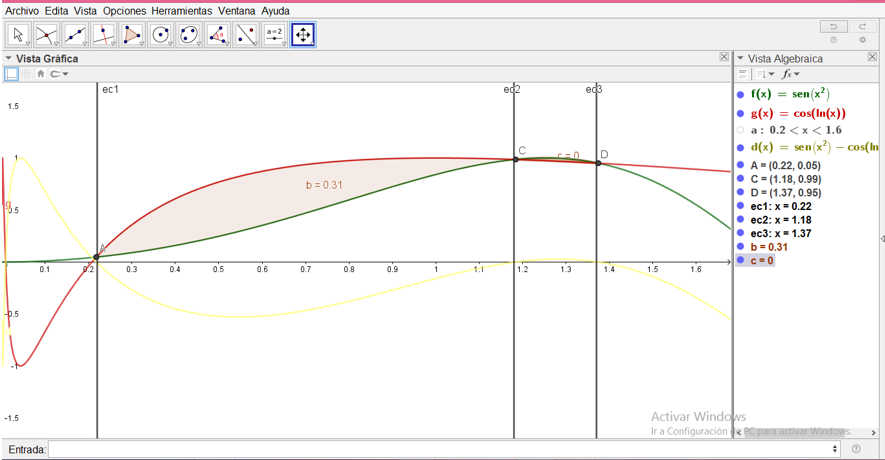 Archivo Edita Vista Opciones Herramientas Ventana Ayuda
a=2
Vista Gráfica
Vista Algebraica
ec1
ec2
ec3
1.5
1
0.5
-0.5
-1
-1.5
g
A
C
D
b = 0.31
c = 0
0.1 0.2 0.3 0.4 0.5 0.6 0.7 0.8 0.9 1 1.1 1.2 1.3 1.4 1.5 1.6
f(x) = sen(x²)
g(x) = cos(ln(x))
a : 0.2 < x < 1.6
d(x) = sen(x²) − cos(ln
A = (0.22, 0.05)
C = (1.18, 0.99)
D = (1.37, 0.95)
ec1: x = 0.22
ec2: x = 1.18
ec3: x = 1.37
b = 0.31
c = 0
Activar Windows
Ir a Configuración de PC para activar Windows.
Entrada: